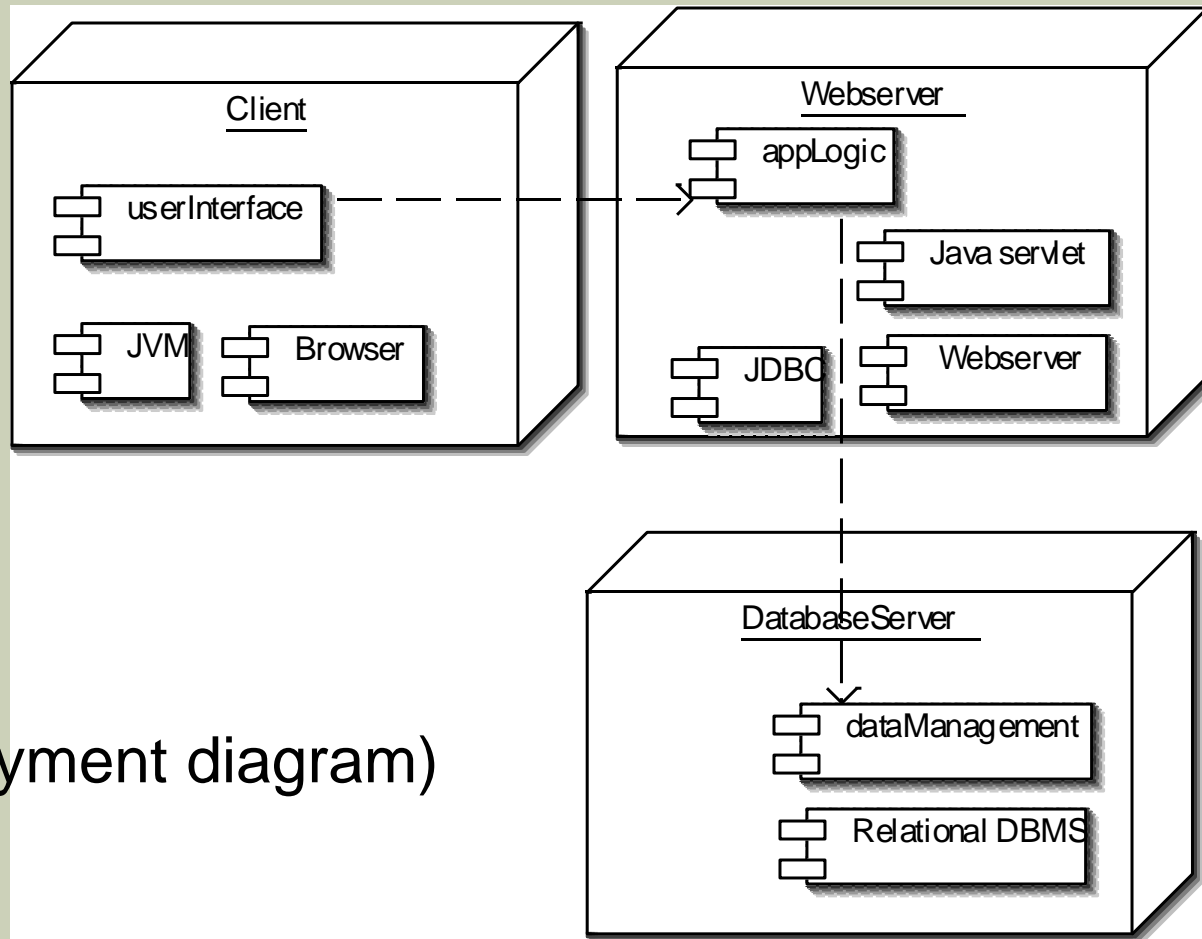 Client
userInterface
JVM
Browser
Webserver
appLogic
Java servlet
Webserver
JDBC
DatabaseServer
dataManagement
Relational DBMS
yment diagram)